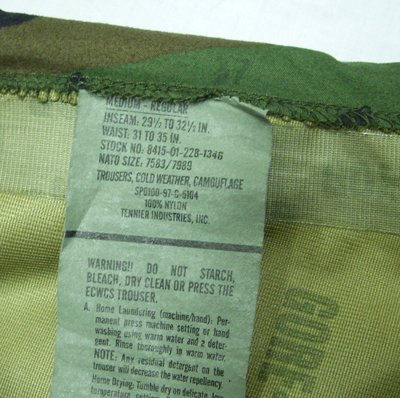 MEDIUM - REGULAR
INSEAM: 29½ TO 32½ IN.
WAIST: 31 TO 35 IN.
STOCK NO: 8415-01-228-1346
NATO SIZE: 7583/7989
TROUSERS, COLD WEATHER, CAMOUFLAGE
SPO100-97-C-5104
100% NYLON
TENNIER INDUSTRIES, INC.
WARNING!! DO NOT STARCH,
BLEACH, DRY CLEAN OR PRESS THE
ECWCS TROUSER.
A. Home Laundering (machine/hand): Per-
manent press machine setting or hand
washing using warm water and a deter-
gent. Rinse thoroughly in warm water.
NOTE: Any residual detergent on the
trouser will decrease the water repellency.
Home Drying: Tumble dry on delicate, low
temperature setting
GORE